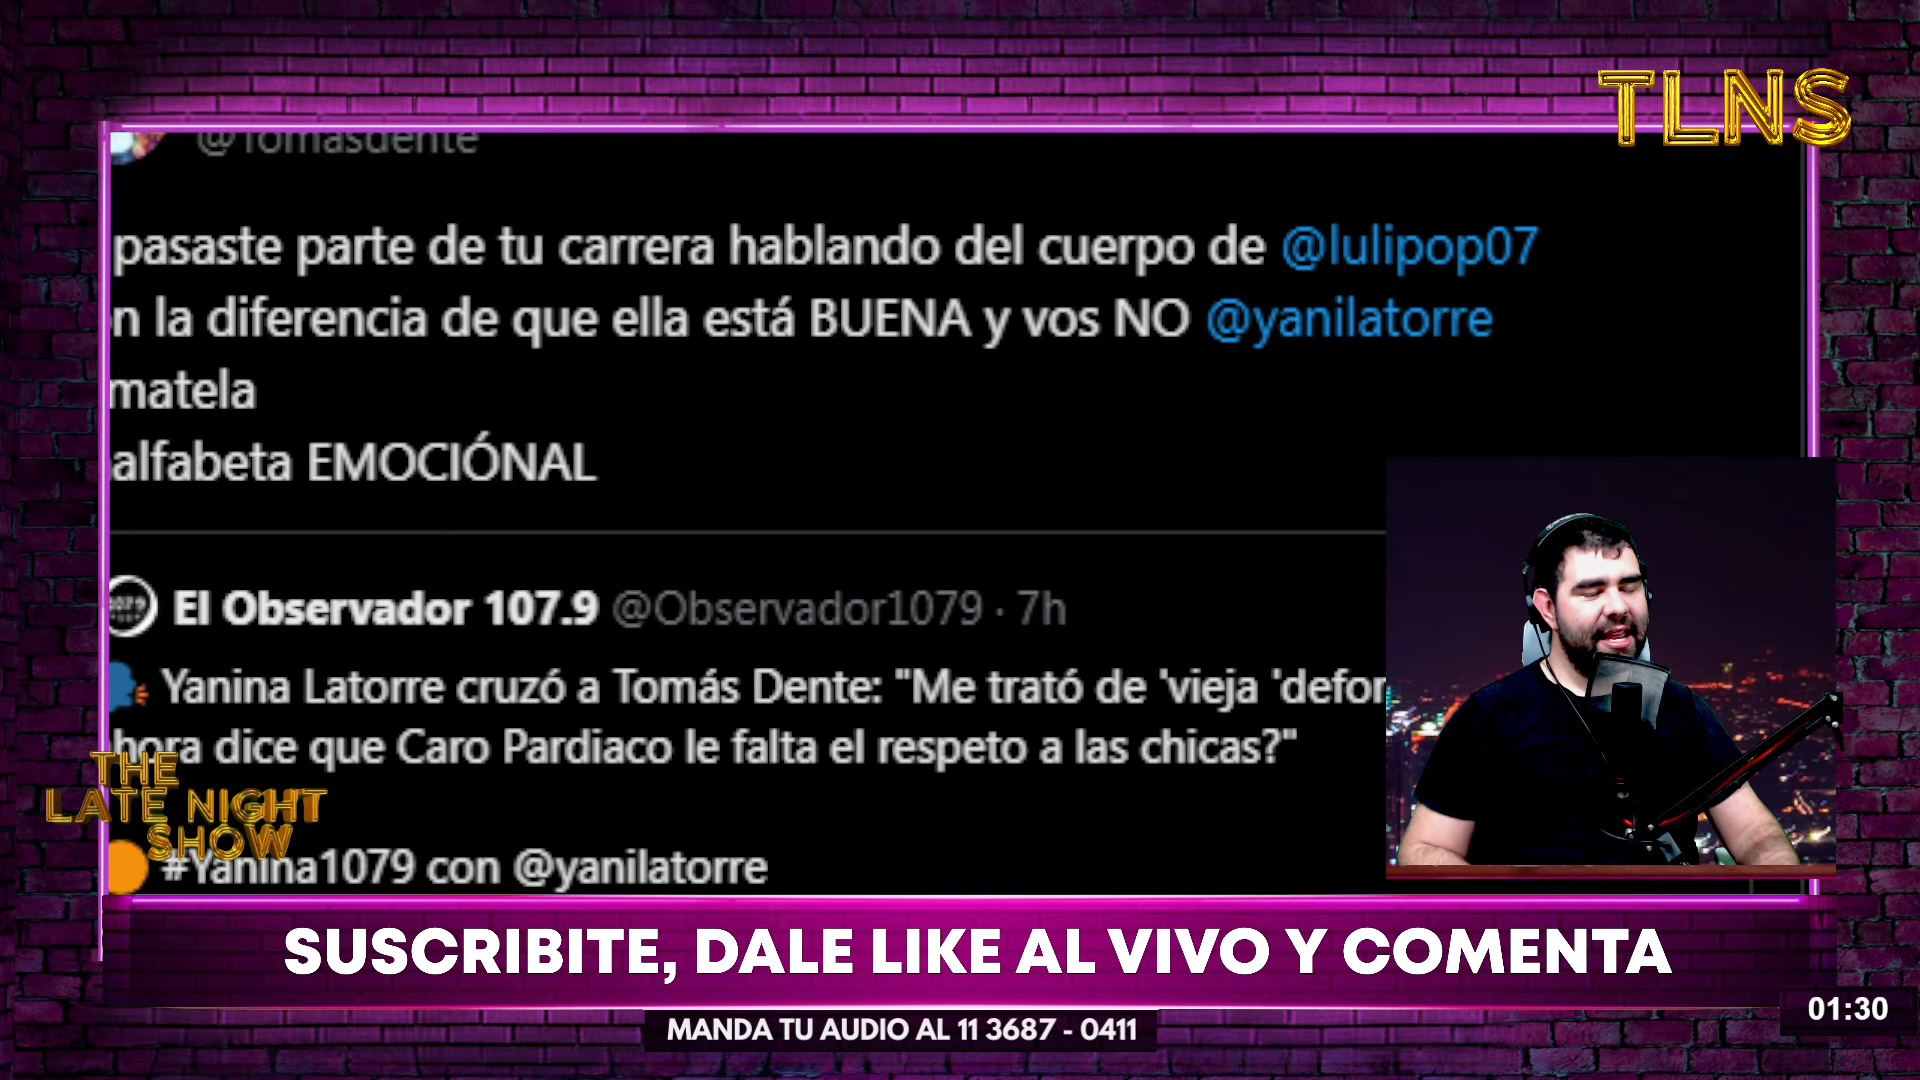 TLNS
@Tomasdente
pasaste parte de tu carrera hablando del cuerpo de @lulipop07
n la diferencia de que ella está BUENA y vos NO @yanilatorre
matela
alfabeta EMOCIÓNAL
El Observador 107.9 @Observador1079 · 7h
Yanina Latorre cruzó a Tomás Dente: "Me trató de 'vieja 'defor
hora dice que Caro Pardiaco le falta el respeto a las chicas?"
THE
LATE NIGHT
SHOW
#Yanina1079 con @yanilatorre
SUSCRIBITE, DALE LIKE AL VIVO Y COMENTA
01:30
MANDA TU AUDIO AL 11 3687 - 0411